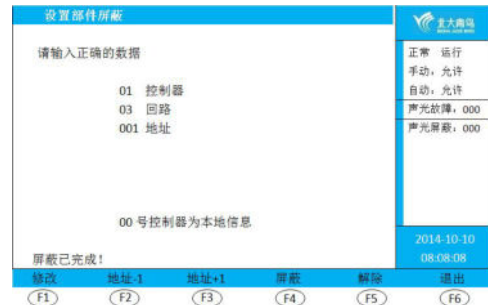 设置部件屏蔽
请输入正确的数据
01 控制器
03 回路
001 地址
00 号控制器为本地信息
屏蔽已完成！
北大青鸟
正常 运行
手动：允许
自动：允许
声光故障：000
声光屏蔽：000
2014-10-10
08:08:08
修改 地址-1 地址+1 屏蔽 解除 退出
F1 F2 F3 F4 F5 F6